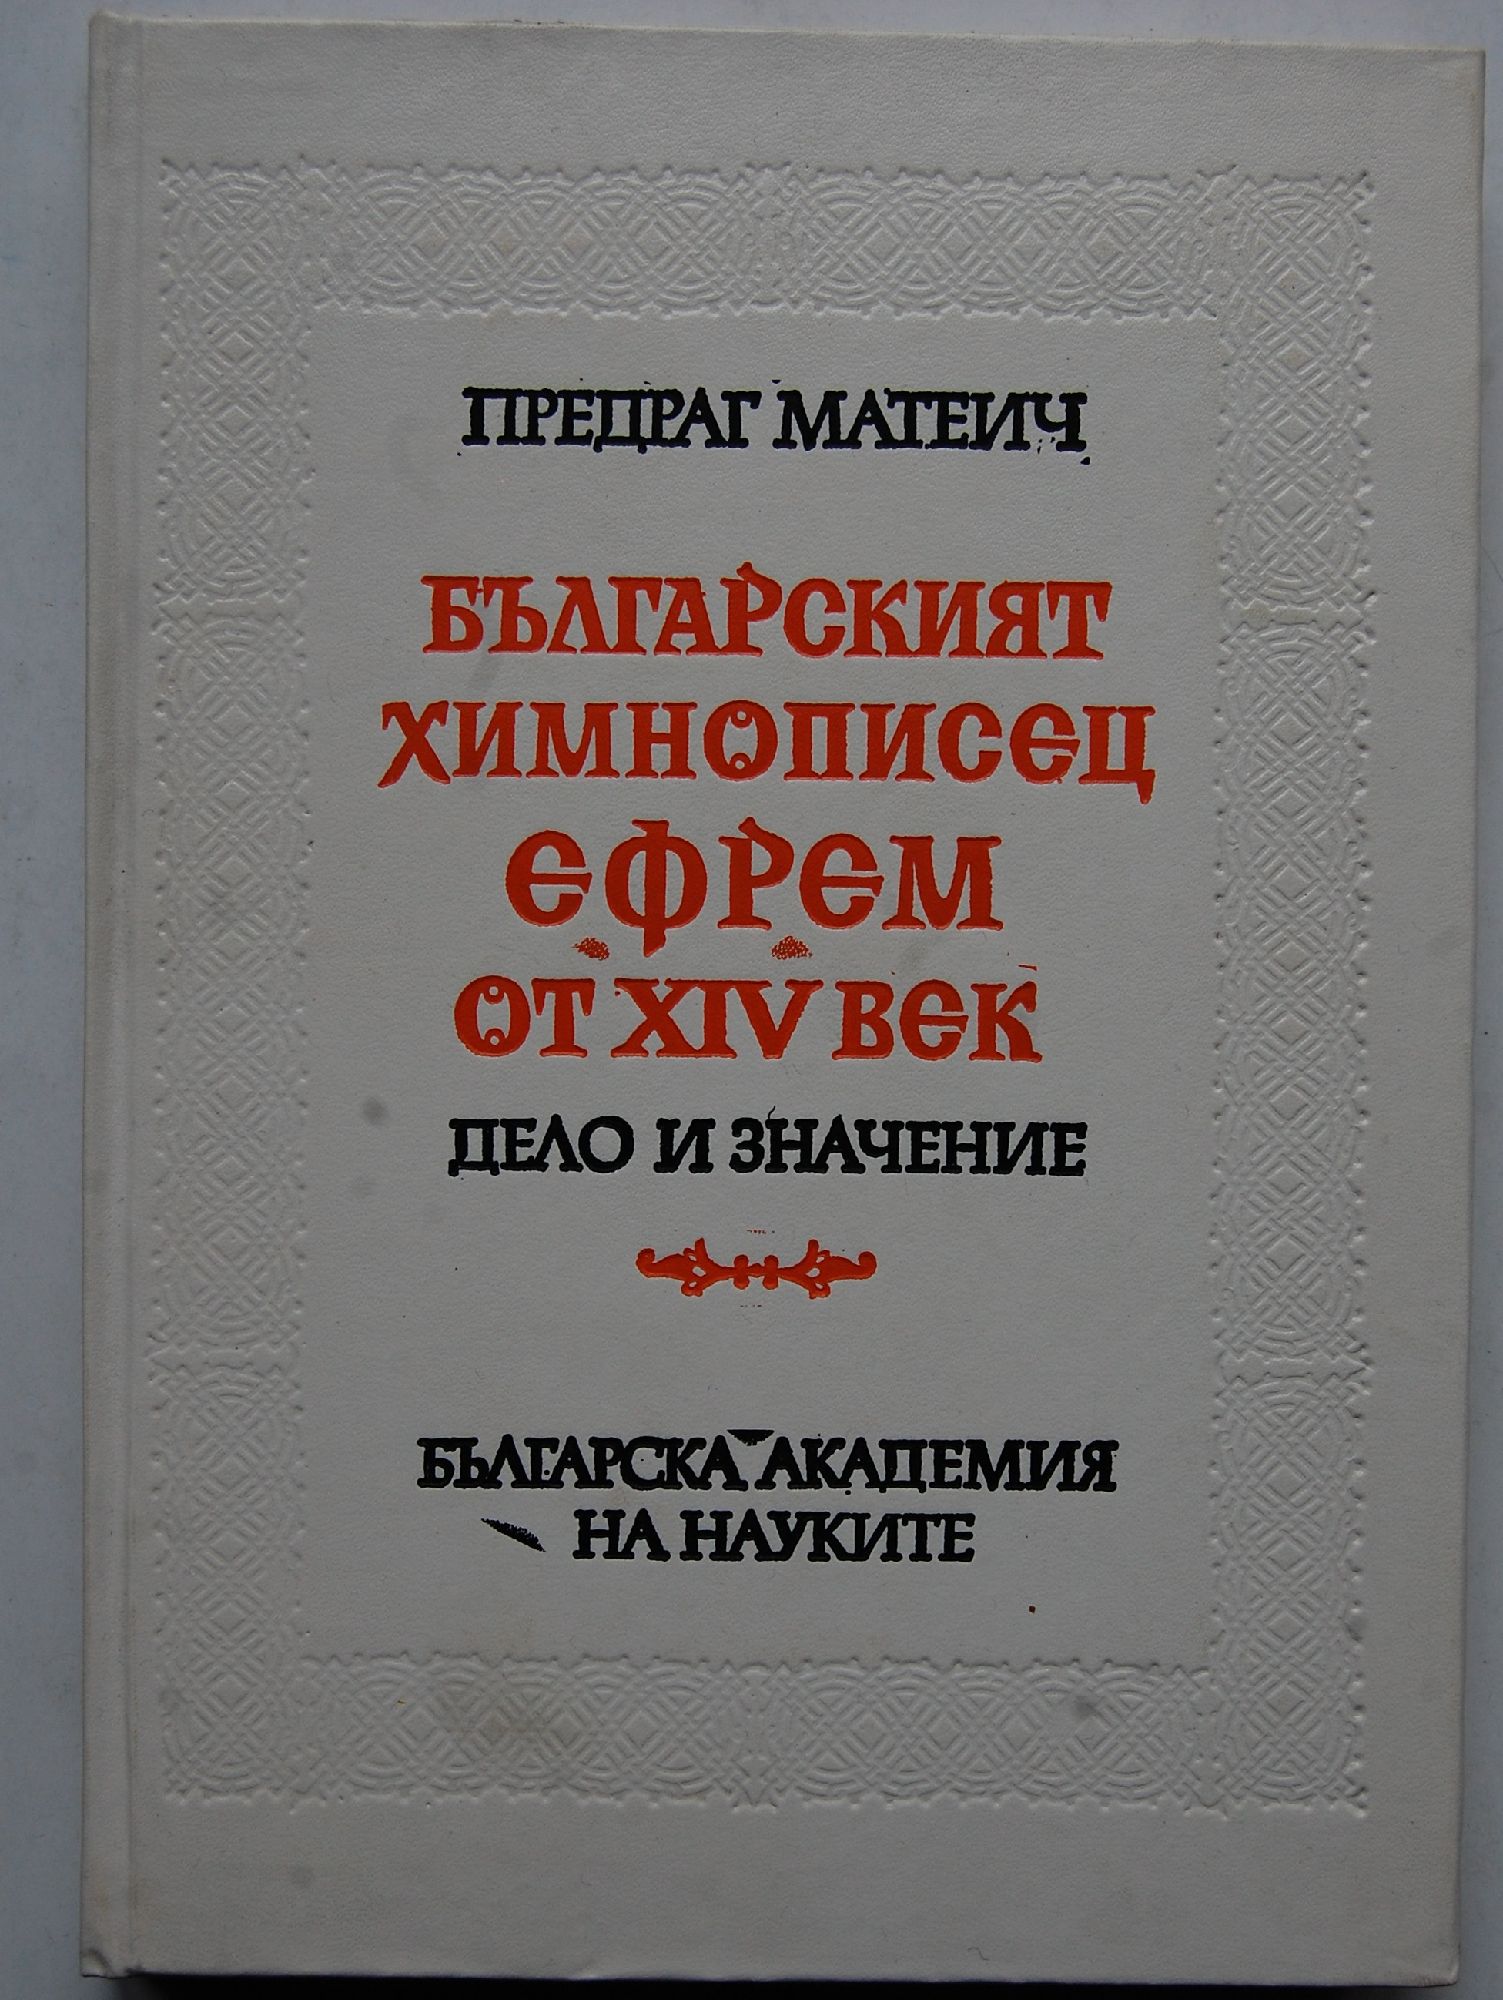 ПРЕДРАГ МАТЕИЧ
БЪЛГАРСКИЯТ
ХИМНОПИСЕЦ
ЕФРЕМ
ОТ XIV ВЕК
ДЕЛО И ЗНАЧЕНИЕ
БЪЛГАРСКА АКАДЕМИЯ
НА НАУКИТЕ